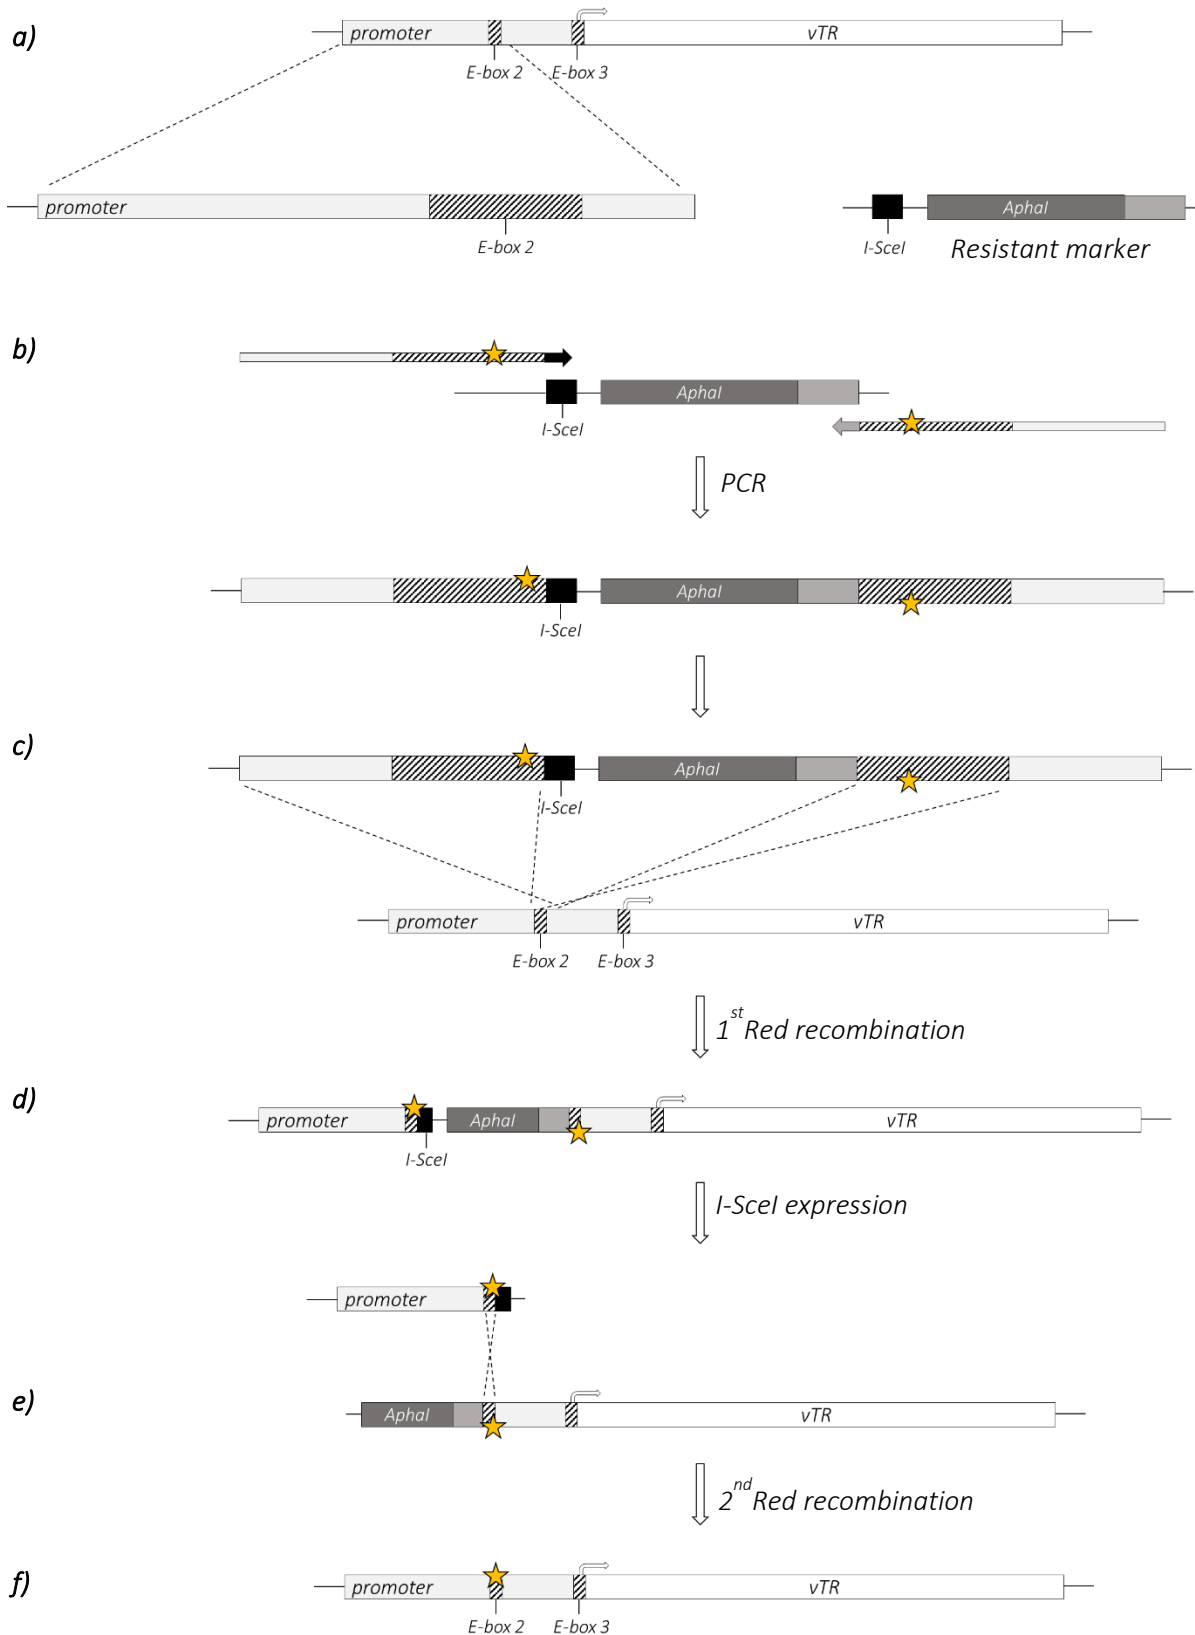 a)
promoter
vTR
E-box 2
E-box 3
promoter
AphaI
E-box 2
I-SceI
Resistant marker
b)
AphaI
I-SceI
PCR
AphaI
I-SceI
c)
AphaI
I-SceI
promoter
vTR
E-box 2
E-box 3
1st Red recombination
d)
promoter
AphaI
vTR
I-SceI
I-SceI expression
promoter
e)
AphaI
vTR
2nd Red recombination
f)
promoter
vTR
E-box 2
E-box 3